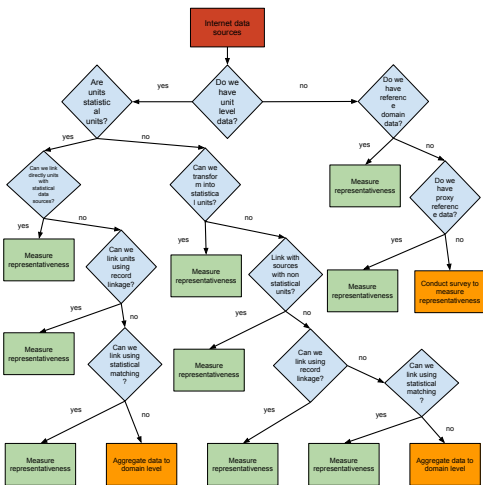 Internet data
sources
Are
units
statistic
al
units?
yes
Do we
have
unit
level
data?
no
Do we
have
referenc
e
domain
data?
yes
no
yes
no
yes
no
Can we link
directly units
with
statistical
data
sources?
Can we
transfor
m into
statistica
l units?
Measure
representativeness
Do we
have
proxy
referenc
e data?
yes
no
yes
no
yes
no
Measure
representativeness
Can we
link units
using
record
linkage?
Measure
representativeness
Link with
sources
with non
statistical
units?
Measure
representativeness
Conduct survey to
measure
representativeness
yes
no
yes
no
Measure
representativeness
Can we
link using
statistical
matching
?
Measure
representativeness
Can we
link using
record
linkage?
no
Can we
link using
statistical
matching
?
yes
no
yes
yes
no
Measure
representativeness
Aggregate data to
domain level
Measure
representativeness
Measure
representativeness
Aggregate data to
domain level